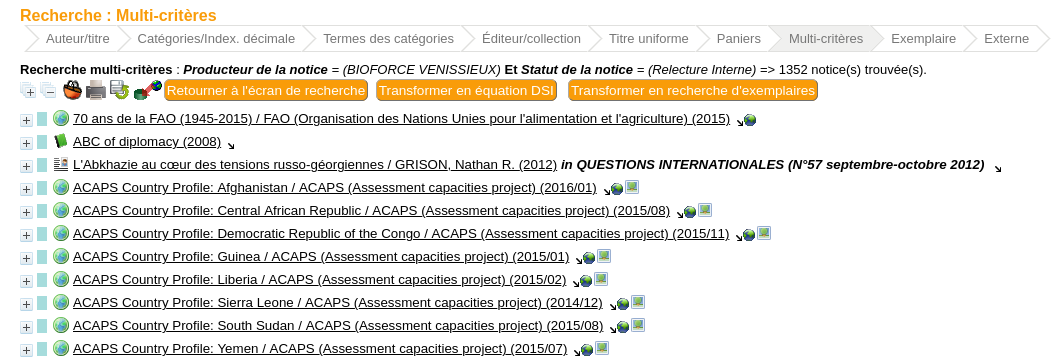 Recherche : Multi-critères
Auteur/titre Catégories/Index. décimale Termes des catégories Éditeur/collection Titre uniforme Paniers Multi-critères Exemplaire Externe
Recherche multi-critères : Producteur de la notice = (BIOFORCE VENISSIEUX) Et Statut de la notice = (Relecture Interne) => 1352 notice(s) trouvée(s).
Retourner à l'écran de recherche Transformer en équation DSI Transformer en recherche d'exemplaires
70 ans de la FAO (1945-2015) / FAO (Organisation des Nations Unies pour l'alimentation et l'agriculture) (2015)
ABC of diplomacy (2008)
L'Abkhazie au cœur des tensions russo-géorgiennes / GRISON, Nathan R. (2012) in QUESTIONS INTERNATIONALES (N°57 septembre-octobre 2012)
ACAPS Country Profile: Afghanistan / ACAPS (Assessment capacities project) (2016/01)
ACAPS Country Profile: Central African Republic / ACAPS (Assessment capacities project) (2015/08)
ACAPS Country Profile: Democratic Republic of the Congo / ACAPS (Assessment capacities project) (2015/11)
ACAPS Country Profile: Guinea / ACAPS (Assessment capacities project) (2015/01)
ACAPS Country Profile: Liberia / ACAPS (Assessment capacities project) (2015/02)
ACAPS Country Profile: Sierra Leone / ACAPS (Assessment capacities project) (2014/12)
ACAPS Country Profile: South Sudan / ACAPS (Assessment capacities project) (2015/08)
ACAPS Country Profile: Yemen / ACAPS (Assessment capacities project) (2015/07)